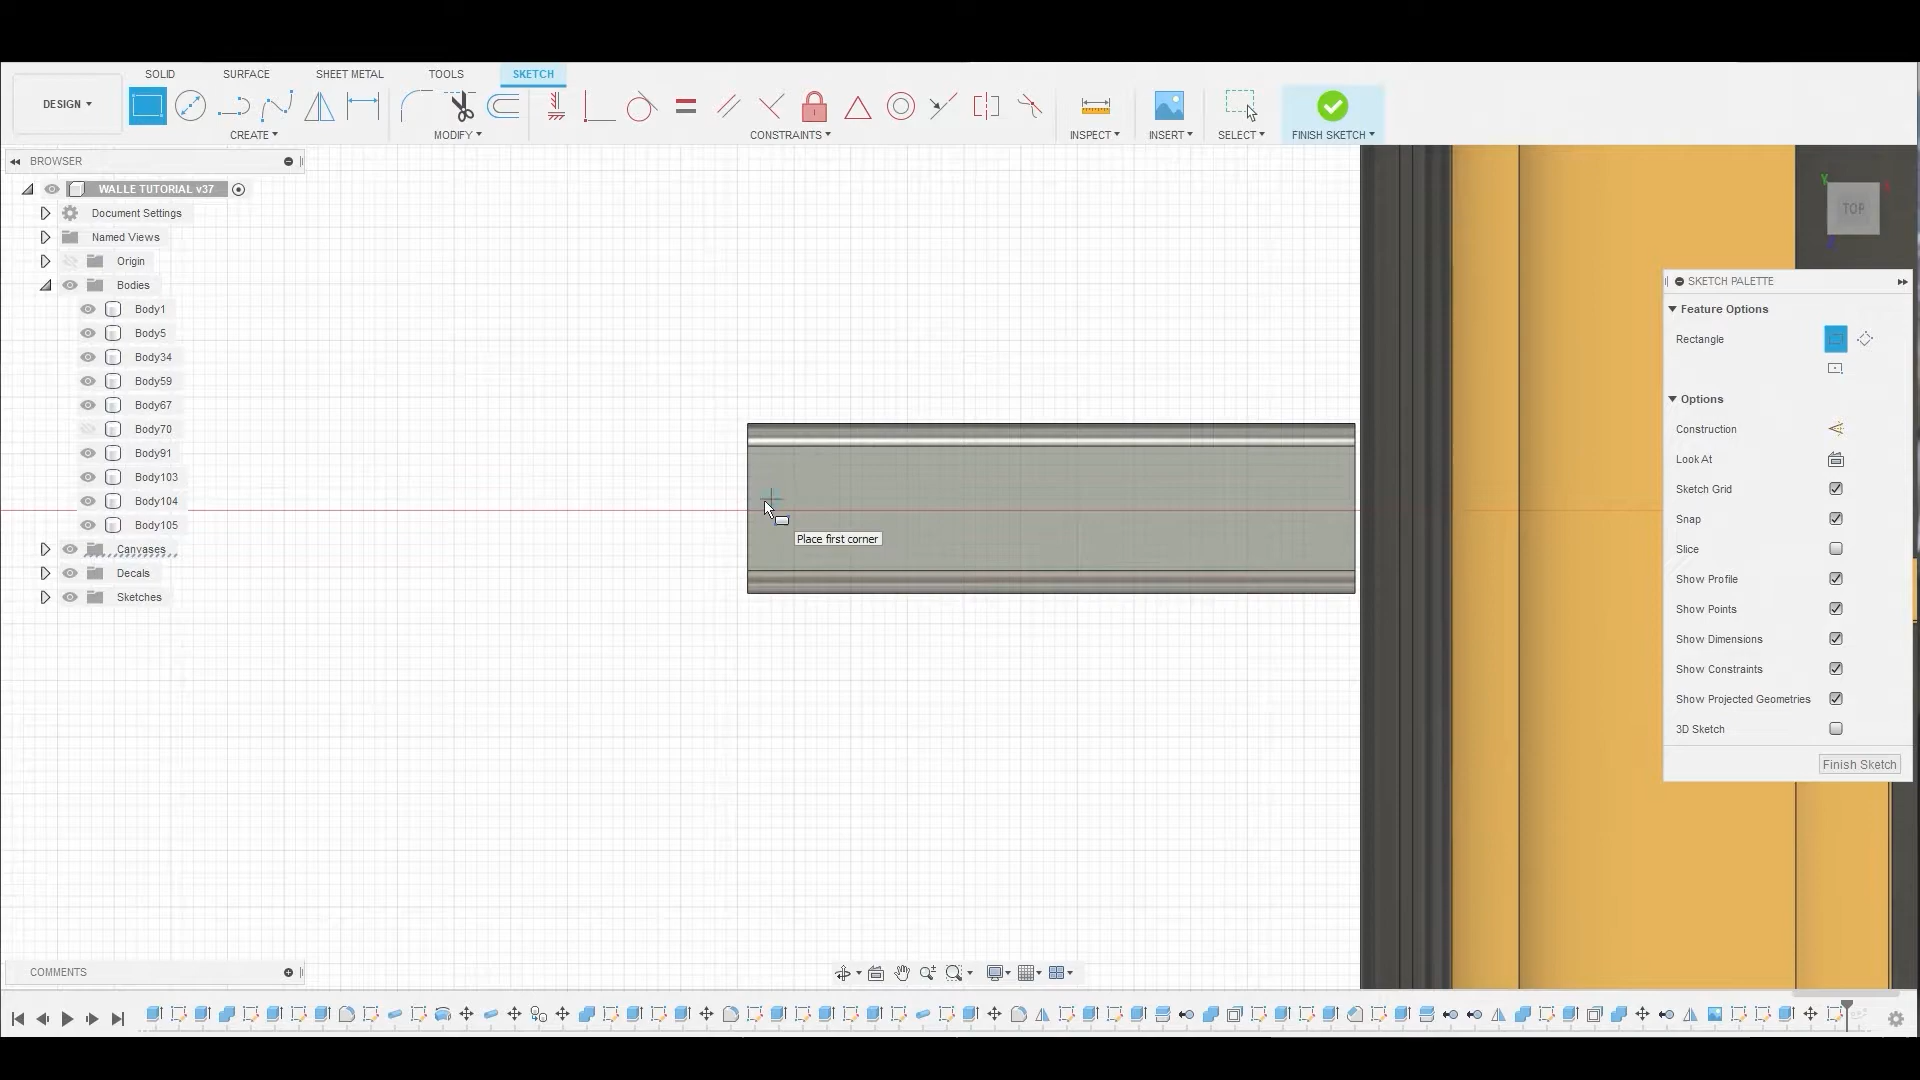 SOLID SURFACE SHEET METAL TOOLS SKETCH
DESIGN
CREATE MODIFY CONSTRAINTS INSPECT INSERT SELECT FINISH SKETCH
BROWSER
WALLE TUTORIAL v37
Document Settings
Named Views
Origin
Bodies
Body1
Body5
Body34
Body59
Body67
Body70
Body91
Body103
Body104
Body105
Canvases
Decals
Sketches
Place first corner
Y
X
TOP
Z
SKETCH PALETTE
Feature Options
Rectangle
Options
Construction
Look At
Sketch Grid
Snap
Slice
Show Profile
Show Points
Show Dimensions
Show Constraints
Show Projected Geometries
3D Sketch
Finish Sketch
COMMENTS